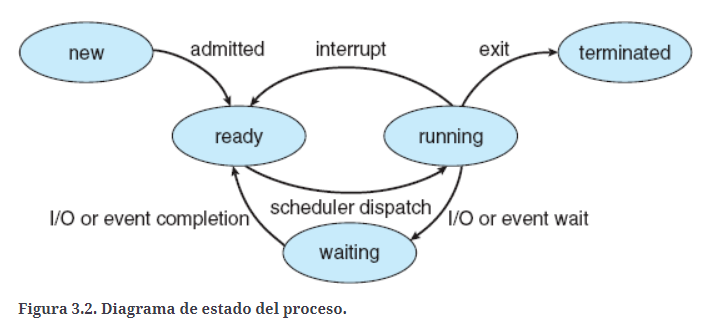 new
admitted
interrupt
exit
terminated
ready
running
I/O or event completion
scheduler dispatch
I/O or event wait
waiting
Figura 3.2. Diagrama de estado del proceso.